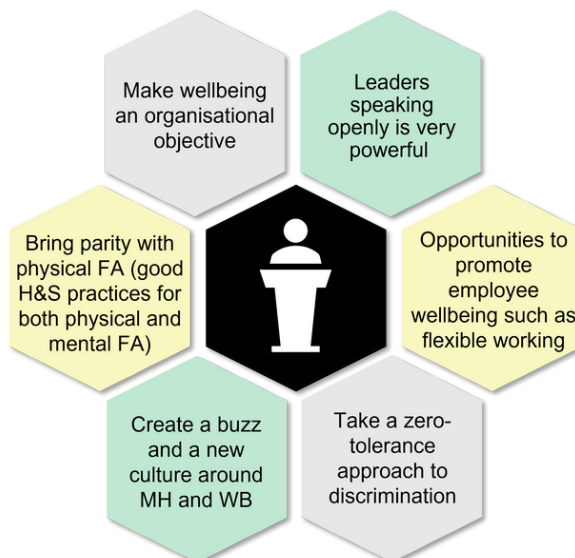 Make wellbeing
an organisational
objective
Leaders
speaking
openly is very
powerful
Bring parity with
physical FA (good
H&S practices for
both physical and
mental FA)
Opportunities to
promote
employee
wellbeing such as
flexible working
Create a buzz
and a new
culture around
MH and WB
Take a zero-
tolerance
approach to
discrimination